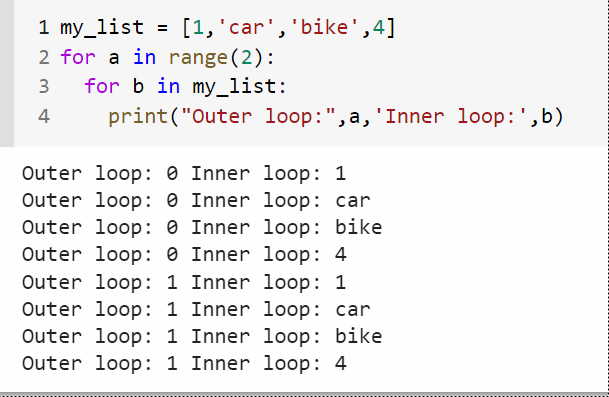 1 my_list = [1,'car','bike',4]
2 for a in range(2):
3   for b in my_list:
4     print("Outer loop:",a,'Inner loop:',b)
Outer loop: 0 Inner loop: 1
Outer loop: 0 Inner loop: car
Outer loop: 0 Inner loop: bike
Outer loop: 0 Inner loop: 4
Outer loop: 1 Inner loop: 1
Outer loop: 1 Inner loop: car
Outer loop: 1 Inner loop: bike
Outer loop: 1 Inner loop: 4